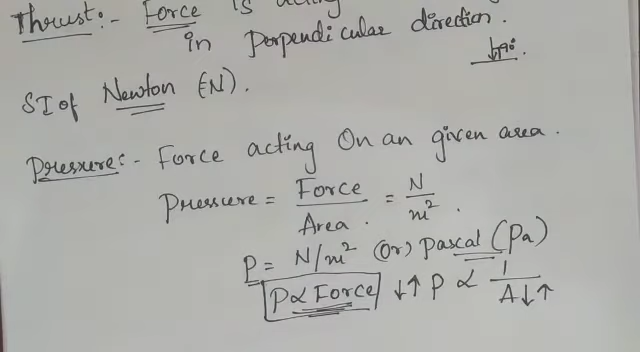 Thrust:- Force is acting
in perpendicular direction.
90°
SI of Newton (N).
Pressure:- Force acting On an given area.
Pressure = Force / Area. = N / m².
P = N/m² (or) Pascal (Pa)
P∝ Force ↓↑ P ∝ 1 / A↓↑